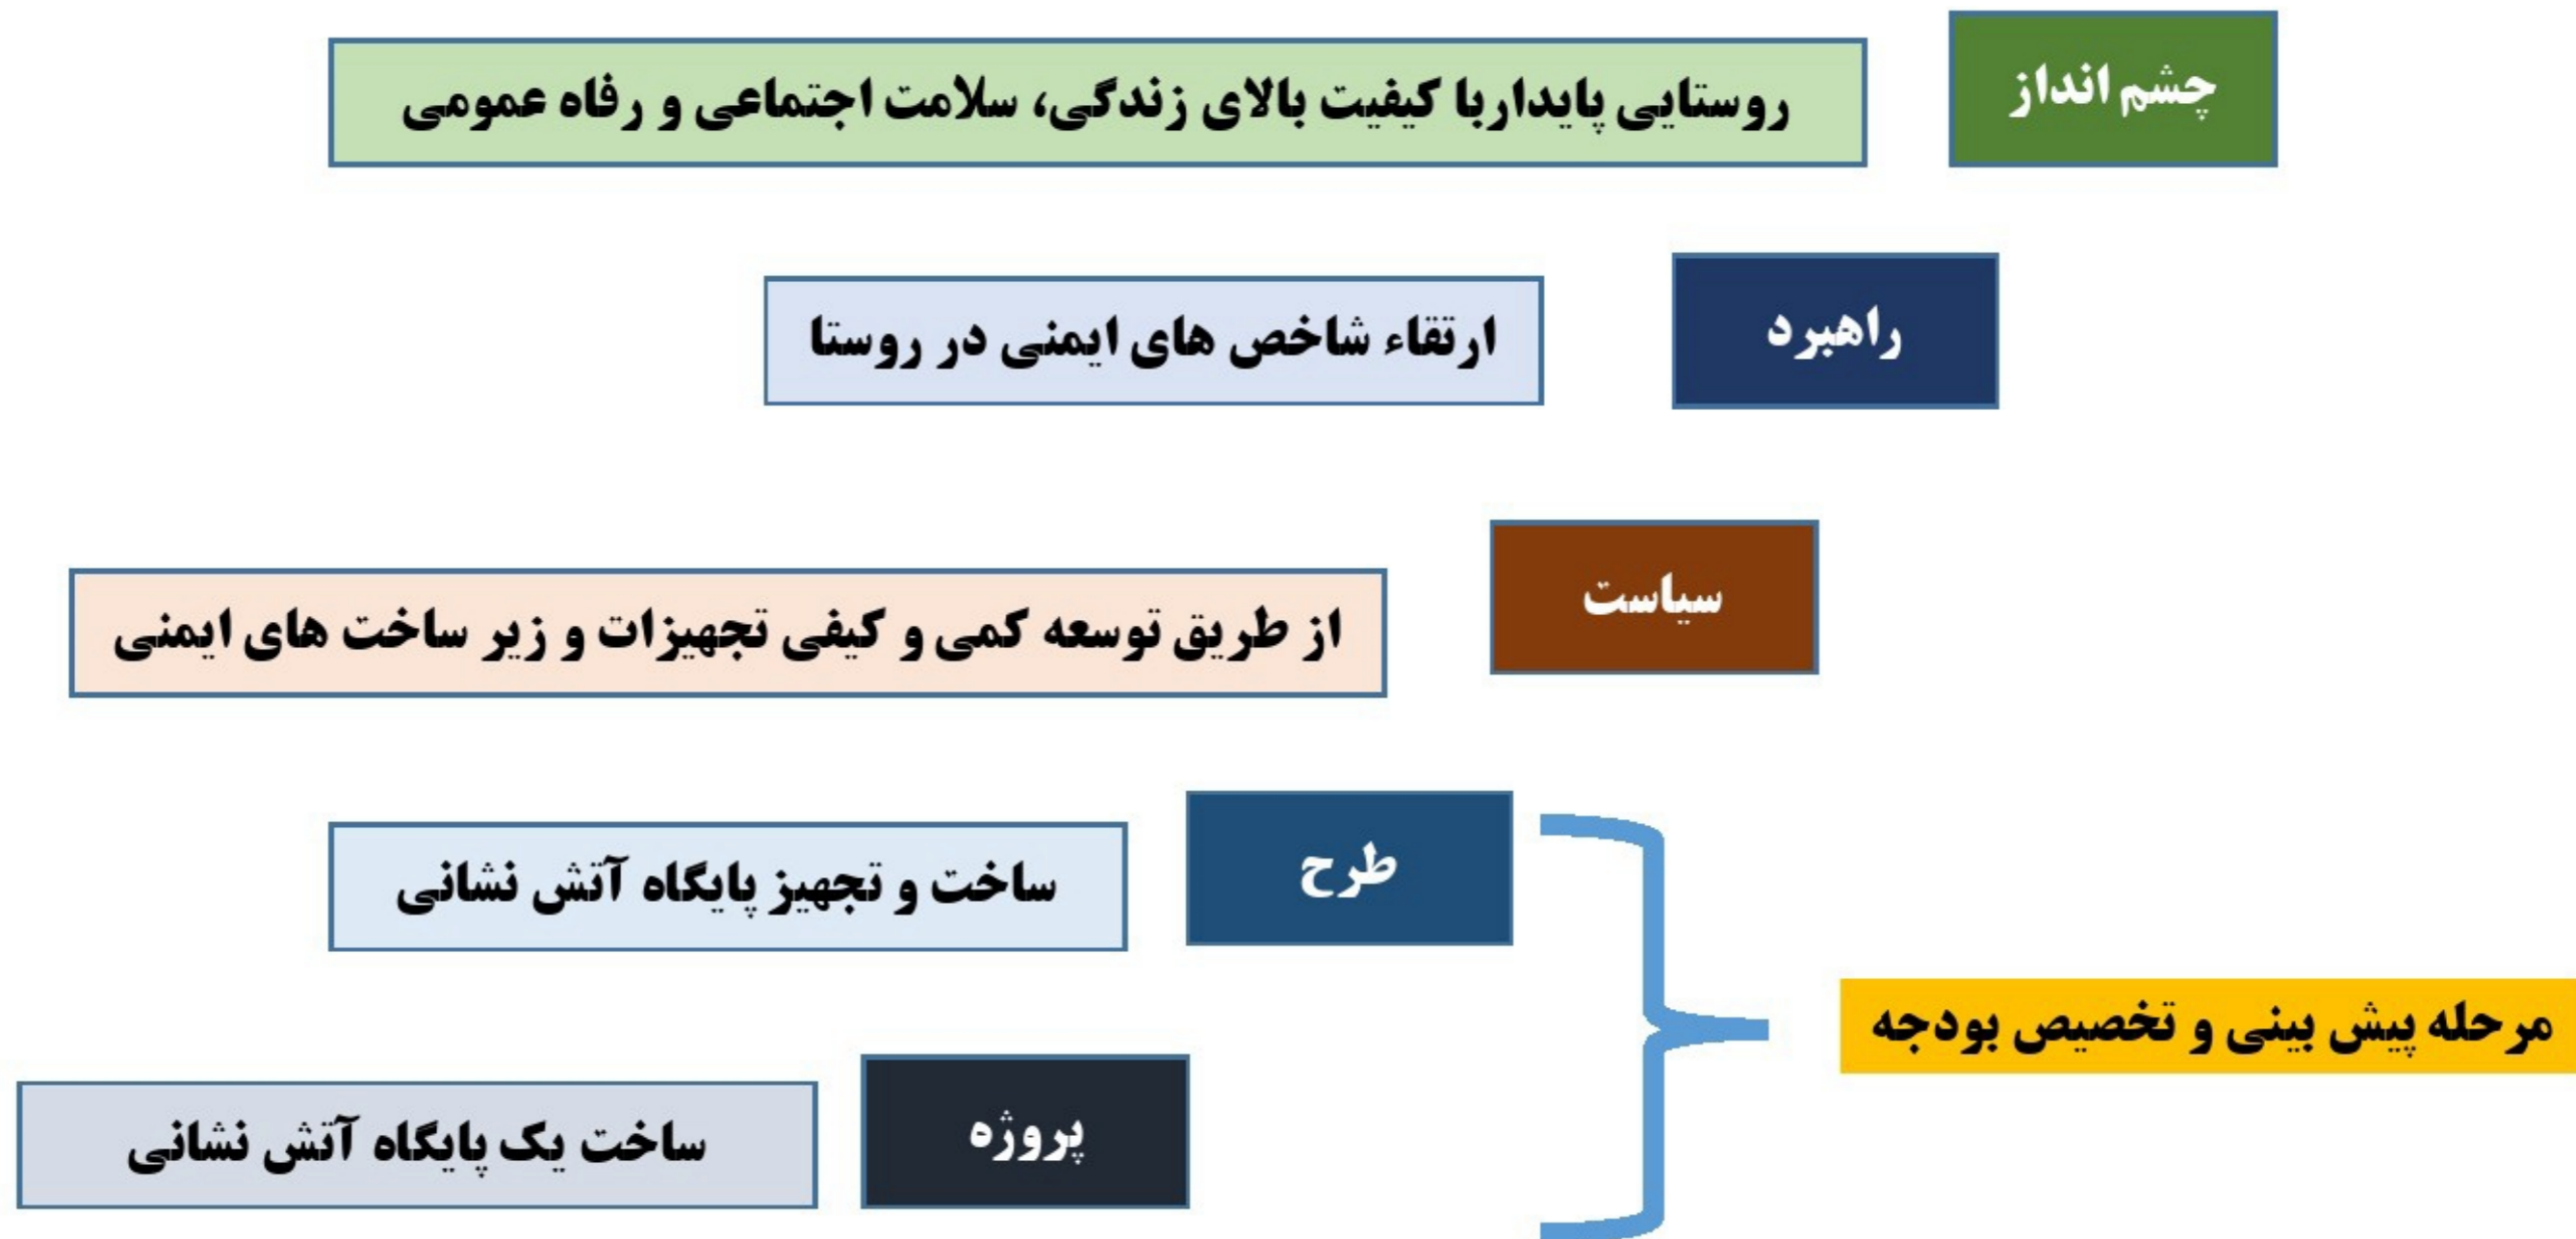 چشم انداز
روستایی پایدار با کیفیت بالای زندگی، سلامت اجتماعی و رفاه عمومی
راهبرد
ارتقاء شاخص های ایمنی در روستا
سیاست
از طریق توسعه کمی و کیفی تجهیزات و زیر ساخت های ایمنی
طرح
ساخت و تجهیز پایگاه آتش نشانی
مرحله پیش بینی و تخصیص بودجه
پروژه
ساخت یک پایگاه آتش نشانی